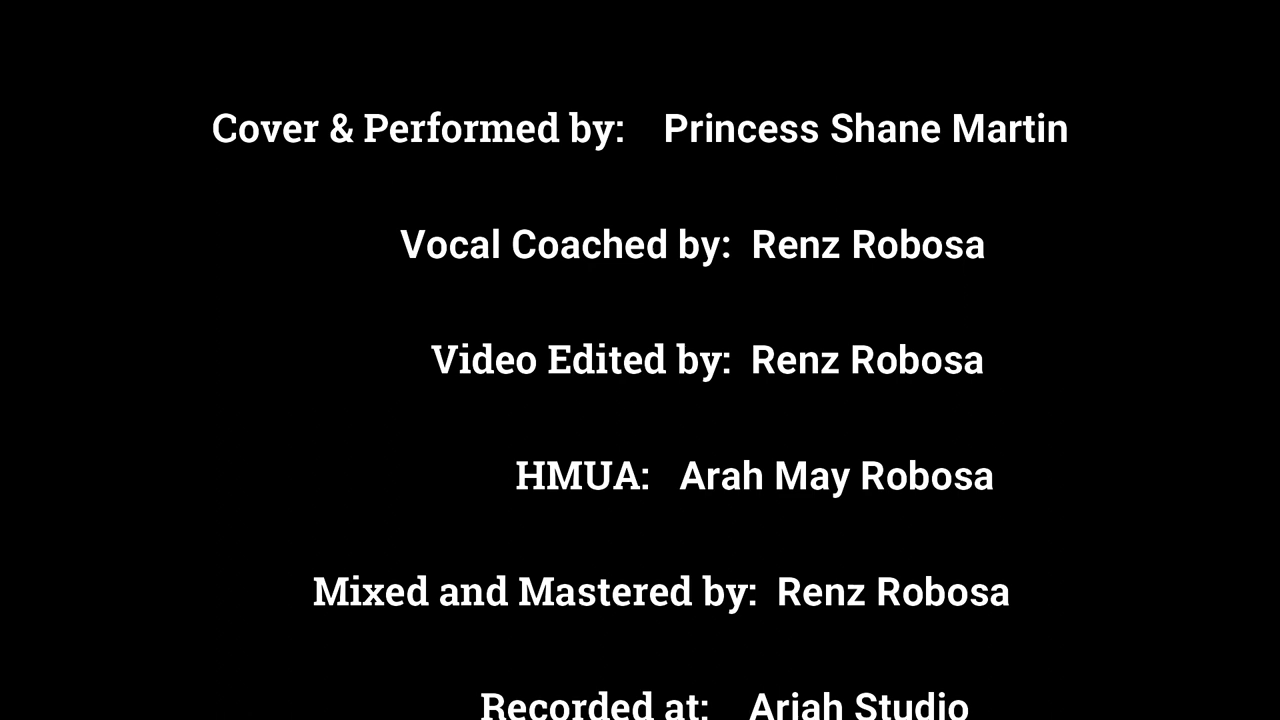 Cover & Performed by: Princess Shane Martin
Vocal Coached by: Renz Robosa
Video Edited by: Renz Robosa
HMUA: Arah May Robosa
Mixed and Mastered by: Renz Robosa
Recorded at: Ariah Studio